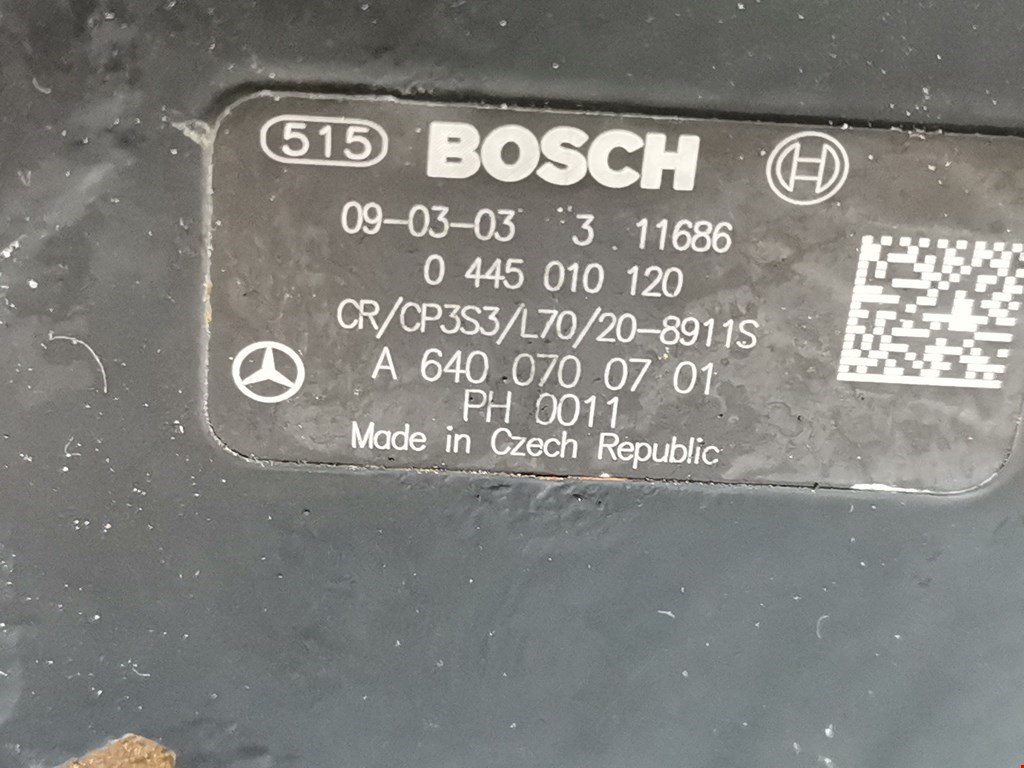 515 BOSCH
09-03-03 3 11686
0 445 010 120
CR/CP3S3/L70/20-8911S
A 640 070 07 01
PH 0011
Made in Czech Republic